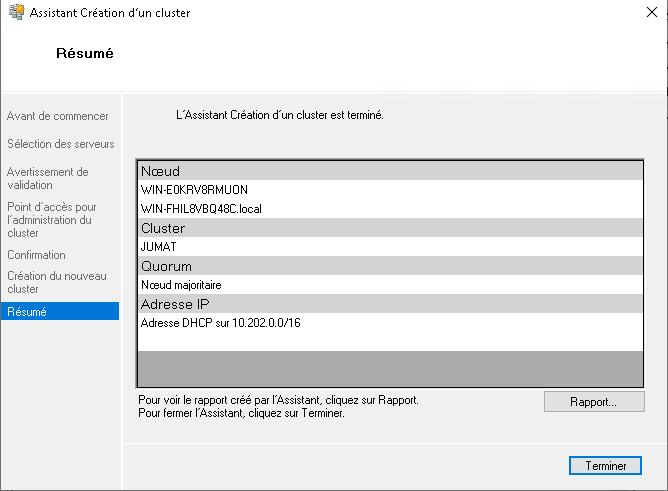 Assistant Création d'un cluster
Résumé
Avant de commencer
Sélection des serveurs
Avertissement de
validation
Point d'accès pour
l'administration du
cluster
Confirmation
Création du nouveau
cluster
Résumé
L'Assistant Création d'un cluster est terminé.
Nœud
WIN-E0KRV8RMUON
WIN-FHIL8VBQ48C.local
Cluster
JUMAT
Quorum
Nœud majoritaire
Adresse IP
Adresse DHCP sur 10.202.0.0/16
Pour voir le rapport créé par l'Assistant, cliquez sur Rapport.
Pour fermer l'Assistant, cliquez sur Terminer.
Rapport...
Terminer